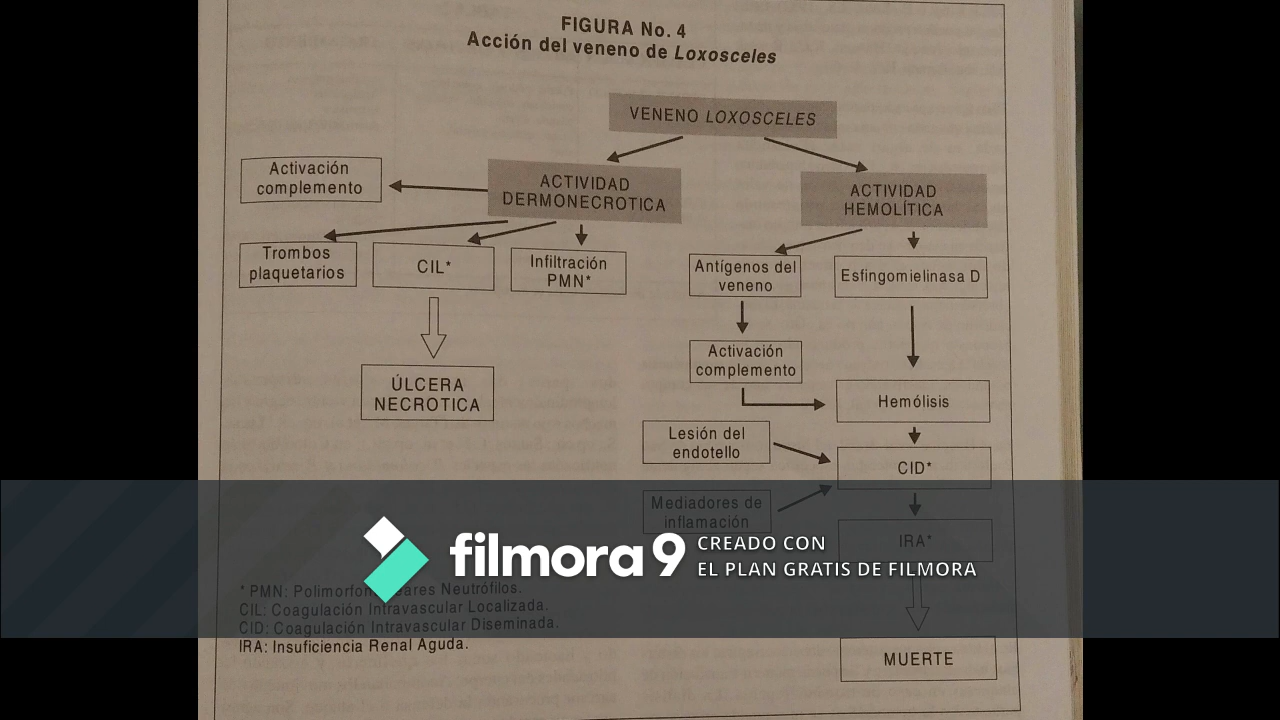 FIGURA No. 4
Acción del veneno de Loxosceles
VENENO LOXOSCELES
Activación
complemento
ACTIVIDAD
DERMONECROTICA
ACTIVIDAD
HEMOLÍTICA
Trombos
plaquetarios
CIL*
Infiltración
PMN*
Antígenos del
veneno
Esfingomielinasa D
Activación
complemento
ÚLCERA
NECROTICA
Hemólisis
Lesión del
endotello
CID*
Mediadores de
inflamación
IRA*
filmora 9
CREADO CON
EL PLAN GRATIS DE FILMORA
* PMN: Polimorfonucleares Neutrófilos.
CIL: Coagulación Intravascular Localizada.
CID: Coagulación Intravascular Diseminada.
IRA: Insuficiencia Renal Aguda.
MUERTE